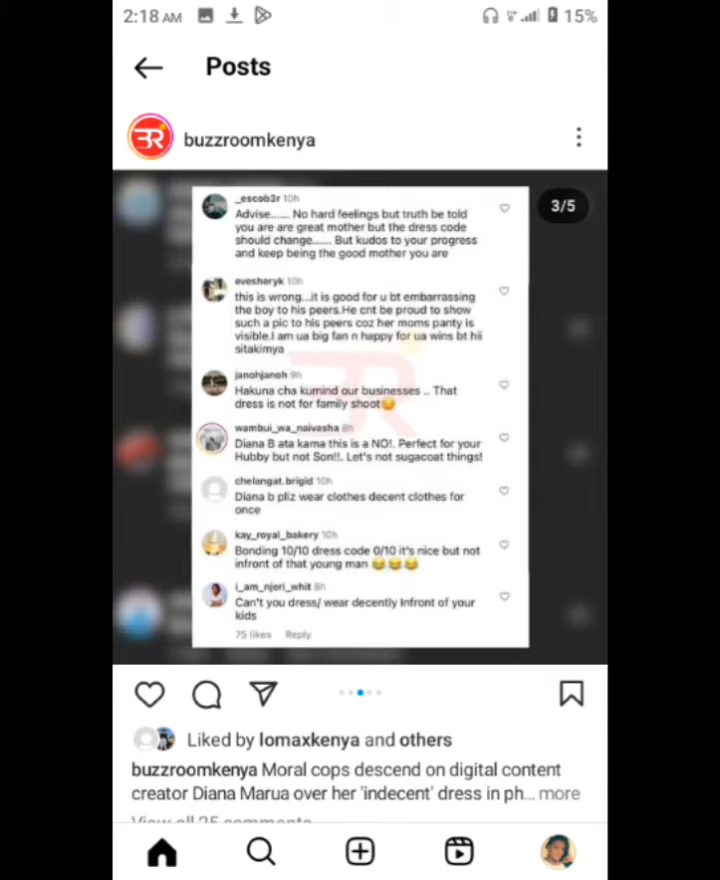 2:18 AM
15%
Posts
buzzroomkenya
3/5
_escob3r 10h
Advise...... No hard feelings but truth be told
you are are great mother but the dress code
should change...... But kudos to your progress
and keep being the good mother you are
evesheryk 10h
this is wrong...it is good for u bt embarrassing
the boy to his peers.He cnt be proud to show
such a pic to his peers coz her moms panty is
visible.I am ua big fan n happy for ua wins bt hii
sitakimya
janohjanoh 9h
Hakuna cha kumind our businesses .. That
dress is not for family shoot😏
wambui_wa_naivasha 8h
Diana B ata kama this is a NO!. Perfect for your
Hubby but not Son!!. Let's not sugacoat things!
chelangat.brigid 10h
Diana b pliz wear clothes decent clothes for
once
kay_royal_bakery 10h
Bonding 10/10 dress code 0/10 it's nice but not
infront of that young man 😂😂😂
i_am_njeri_whit 8h
Can't you dress/ wear decently Infront of your
kids
75 likes Reply
Liked by lomaxkenya and others
buzzroomkenya Moral cops descend on digital content
creator Diana Marua over her 'indecent' dress in ph... more
View all 25 comments